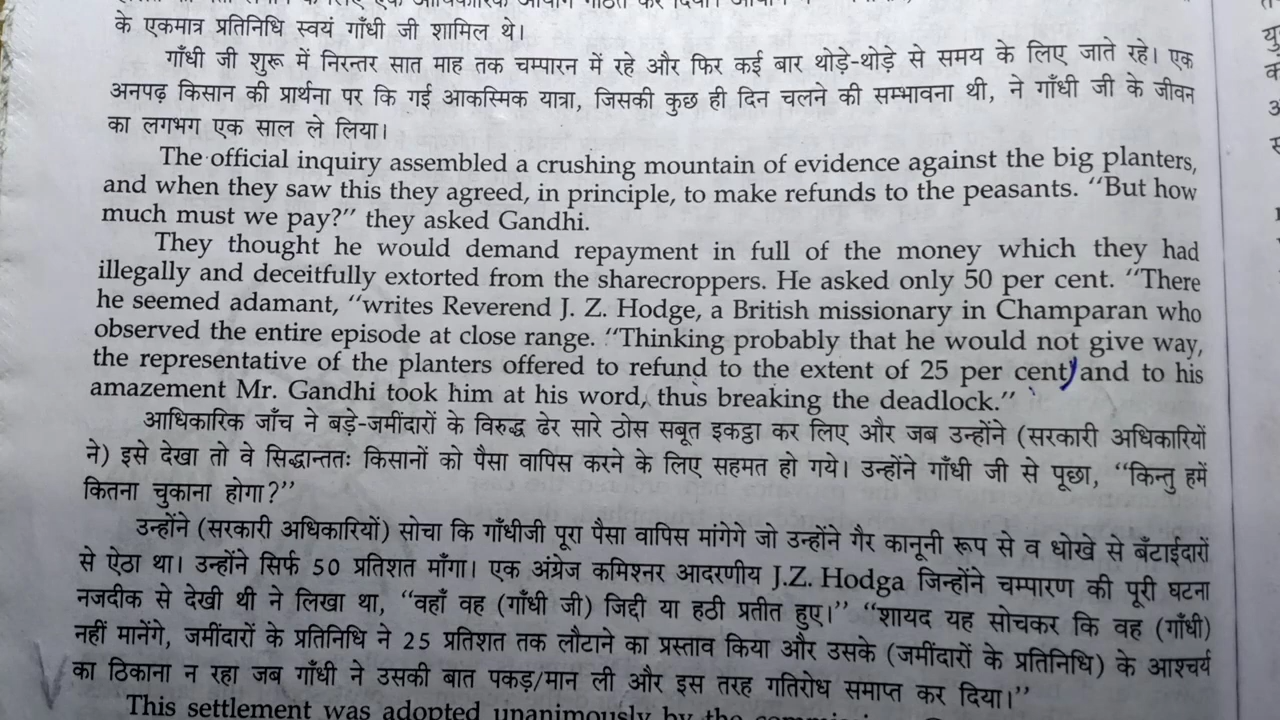 के एकमात्र प्रतिनिधि स्वयं गाँधी जी शामिल थे।
गाँधी जी शुरू में निरन्तर सात माह तक चम्पारन में रहे और फिर कई बार थोड़े-थोड़े से समय के लिए जाते रहे। एक
अनपढ़ किसान की प्रार्थना पर कि गई आकस्मिक यात्रा, जिसकी कुछ ही दिन चलने की सम्भावना थी, ने गाँधी जी के जीवन
का लगभग एक साल ले लिया।
The official inquiry assembled a crushing mountain of evidence against the big planters,
and when they saw this they agreed, in principle, to make refunds to the peasants. “But how
much must we pay?” they asked Gandhi.
They thought he would demand repayment in full of the money which they had
illegally and deceitfully extorted from the sharecroppers. He asked only 50 per cent. “There
he seemed adamant, “writes Reverend J. Z. Hodge, a British missionary in Champaran who
observed the entire episode at close range. “Thinking probably that he would not give way,
the representative of the planters offered to refund to the extent of 25 per cent, and to his
amazement Mr. Gandhi took him at his word, thus breaking the deadlock.”
आधिकारिक जाँच ने बड़े-जमींदारों के विरुद्ध ढेर सारे ठोस सबूत इकट्ठा कर लिए और जब उन्होंने (सरकारी अधिकारियों
ने) इसे देखा तो वे सिद्धान्ततः किसानों को पैसा वापिस करने के लिए सहमत हो गये। उन्होंने गाँधी जी से पूछा, “किन्तु हमें
कितना चुकाना होगा?”
उन्होंने (सरकारी अधिकारियों) सोचा कि गाँधीजी पूरा पैसा वापिस मांगेगे जो उन्होंने गैर कानूनी रूप से व धोखे से बँटाईदारों
से ऐठा था। उन्होंने सिर्फ 50 प्रतिशत माँगा। एक अंग्रेज कमिश्नर आदरणीय J.Z. Hodga जिन्होंने चम्पारण की पूरी घटना
नजदीक से देखी थी ने लिखा था, “वहाँ वह (गाँधी जी) जिद्दी या हठी प्रतीत हुए।” “शायद यह सोचकर कि वह (गाँधी)
नहीं मानेंगे, जमींदारों के प्रतिनिधि ने 25 प्रतिशत तक लौटाने का प्रस्ताव किया और उसके (जमींदारों के प्रतिनिधि) के आश्चर्य
का ठिकाना न रहा जब गाँधी ने उसकी बात पकड़/मान ली और इस तरह गतिरोध समाप्त कर दिया।”
This settlement was adopted unanimously by the